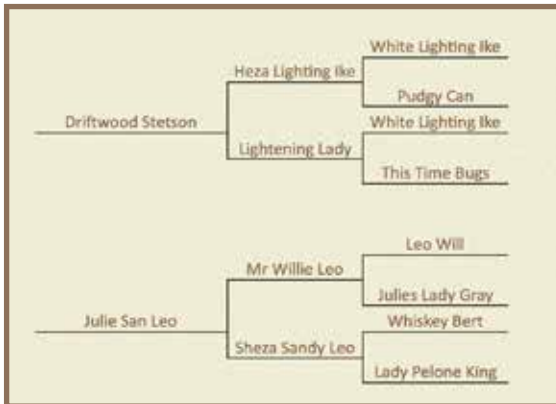 White Lighting Ike
Heza Lighting Ike
Pudgy Can
Driftwood Stetson
White Lighting Ike
Lightening Lady
This Time Bugs
Leo Will
Mr Willie Leo
Julies Lady Gray
Julie San Leo
Whiskey Bert
Sheza Sandy Leo
Lady Pelone King